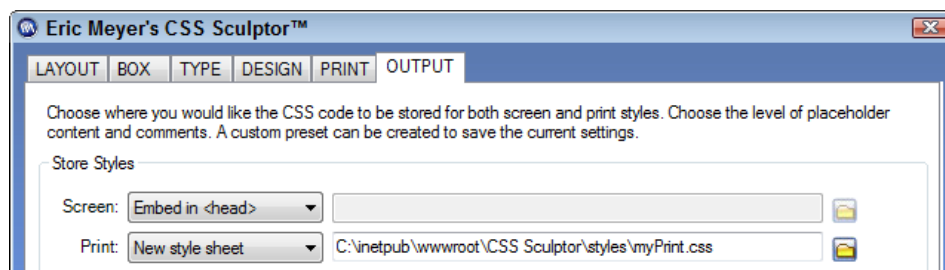 Eric Meyer's CSS Sculptor™
LAYOUT BOX TYPE DESIGN PRINT OUTPUT
Choose where you would like the CSS code to be stored for both screen and print styles. Choose the level of placeholder
content and comments. A custom preset can be created to save the current settings.
Store Styles
Screen: Embed in <head>
Print: New style sheet C:\inetpub\wwwroot\CSS Sculptor\styles\myPrint.css